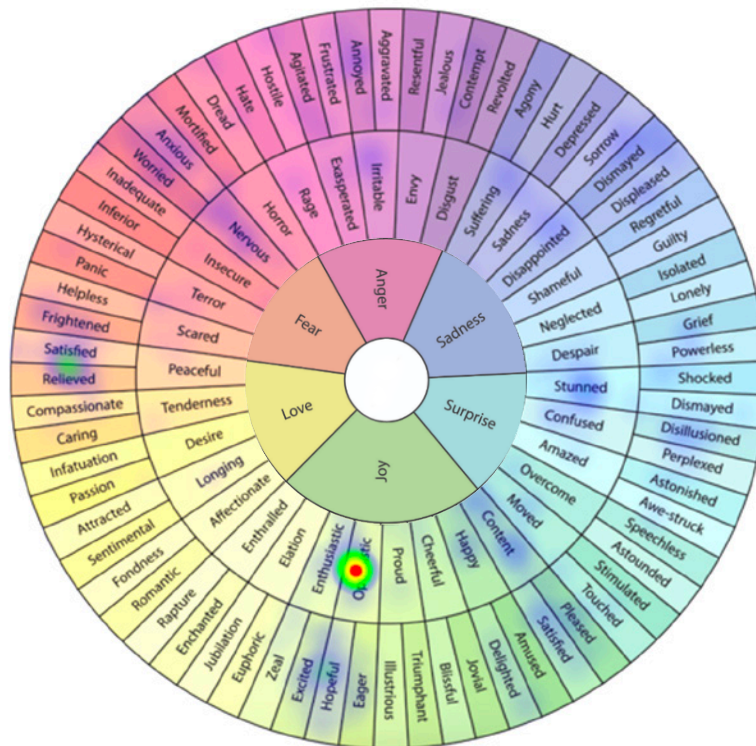 Anger
Sadness
Surprise
Joy
Love
Fear
Rage
Exasperated
Irritable
Envy
Disgust
Suffering
Sadness
Disappointed
Shameful
Neglected
Despair
Stunned
Confused
Amazed
Overcome
Moved
Content
Happy
Cheerful
Proud
Enthusiastic
Elation
Enthralled
Affectionate
Longing
Desire
Tenderness
Peaceful
Scared
Terror
Insecure
Nervous
Horror
Hate
Hostile
Agitated
Frustrated
Annoyed
Aggravated
Resentful
Jealous
Contempt
Revolted
Agony
Hurt
Depressed
Sorrow
Dismayed
Displeased
Regretful
Guilty
Isolated
Lonely
Grief
Powerless
Shocked
Dismayed
Disillusioned
Perplexed
Astonished
Awe-struck
Speechless
Astounded
Stimulated
Touched
Pleased
Satisfied
Amused
Delighted
Jovial
Blissful
Triumphant
Illustrious
Eager
Hopeful
Excited
Zeal
Euphoric
Jubilation
Enchanted
Rapture
Romantic
Fondness
Sentimental
Attracted
Passion
Infatuation
Caring
Compassionate
Relieved
Satisfied
Frightened
Helpless
Panic
Hysterical
Inferior
Inadequate
Worried
Anxious
Mortified
Dread